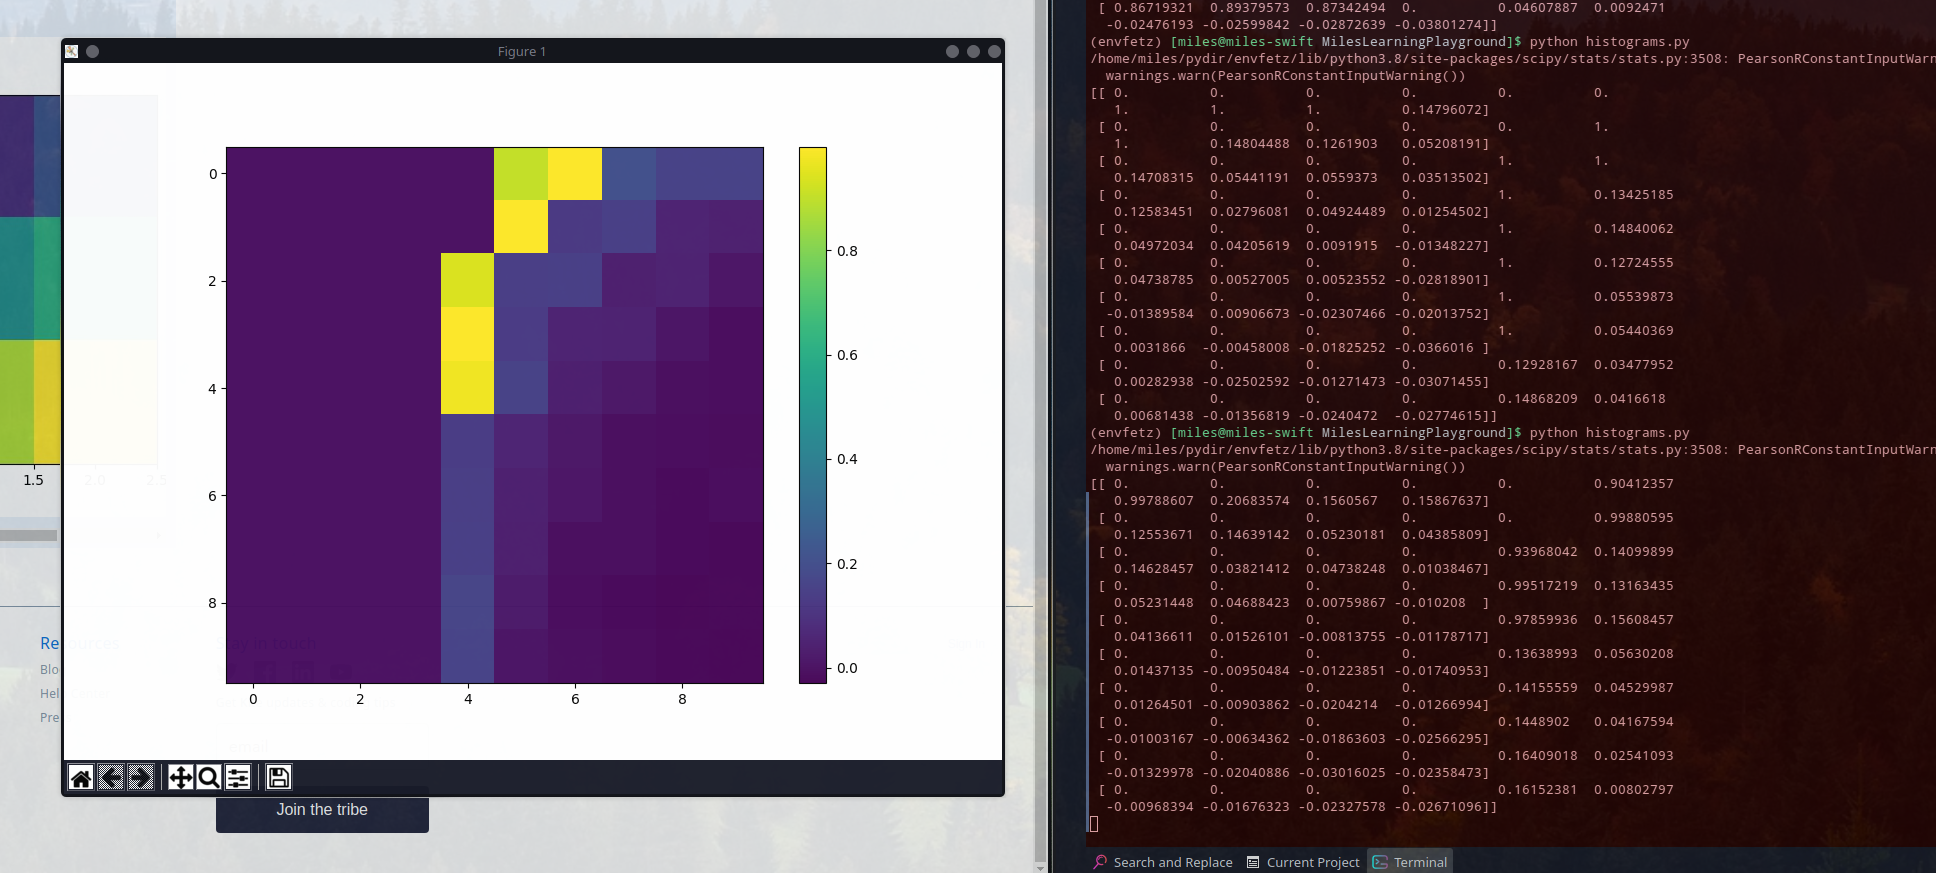 Figure 1
0
2
4
6
8
0 2 4 6 8
0.8
0.6
0.4
0.2
0.0
1.5 2.0 2.5
Resources
Stay in touch
Blo
Hel
Pre
email
Join the tribe
[ 0.86719321 0.89379573 0.87342494 0. 0.04607887 0.0092471
-0.02476193 -0.02599842 -0.02872639 -0.03801274]]
(envfetz) [miles@miles-swift MilesLearningPlayground]$ python histograms.py
/home/miles/pydir/envfetz/lib/python3.8/site-packages/scipy/stats/stats.py:3508: PearsonRConstantInputWarn
warnings.warn(PearsonRConstantInputWarning())
[[ 0. 0. 0. 0. 0. 0.
1. 1. 1. 0.14796072]
[ 0. 0. 0. 0. 0. 1.
1. 0.14804488 0.1261903 0.05208191]
[ 0. 0. 0. 0. 1. 1.
0.14708315 0.05441191 0.0559373 0.03513502]
[ 0. 0. 0. 0. 1. 0.13425185
0.12583451 0.02796081 0.04924489 0.01254502]
[ 0. 0. 0. 0. 1. 0.14840062
0.04972034 0.04205619 0.0091915 -0.01348227]
[ 0. 0. 0. 0. 1. 0.12724555
0.04738785 0.00527005 0.00523552 -0.02818901]
[ 0. 0. 0. 0. 1. 0.05539873
-0.01389584 0.00906673 -0.02307466 -0.02013752]
[ 0. 0. 0. 0. 1. 0.05440369
0.0031866 -0.00458008 -0.01825252 -0.0366016 ]
[ 0. 0. 0. 0. 0.12928167 0.03477952
0.00282938 -0.02502592 -0.01271473 -0.03071455]
[ 0. 0. 0. 0. 0.14868209 0.0416618
0.00681438 -0.01356819 -0.0240472 -0.02774615]]
(envfetz) [miles@miles-swift MilesLearningPlayground]$ python histograms.py
/home/miles/pydir/envfetz/lib/python3.8/site-packages/scipy/stats/stats.py:3508: PearsonRConstantInputWarn
warnings.warn(PearsonRConstantInputWarning())
[[ 0. 0. 0. 0. 0. 0.90412357
0.99788607 0.20683574 0.1560567 0.15867637]
[ 0. 0. 0. 0. 0. 0.99880595
0.12553671 0.14639142 0.05230181 0.04385809]
[ 0. 0. 0. 0. 0.93968042 0.14099899
0.14628457 0.03821412 0.04738248 0.01038467]
[ 0. 0. 0. 0. 0.99517219 0.13163435
0.05231448 0.04688423 0.00759867 -0.010208 ]
[ 0. 0. 0. 0. 0.97859936 0.15608457
0.04136611 0.01526101 -0.00813755 -0.01178717]
[ 0. 0. 0. 0. 0.13638993 0.05630208
0.01437135 -0.00950484 -0.01223851 -0.01740953]
[ 0. 0. 0. 0. 0.14155559 0.04529987
0.01264501 -0.00903862 -0.0204214 -0.01266994]
[ 0. 0. 0. 0. 0.1448902 0.04167594
-0.01003167 -0.00634362 -0.01863603 -0.02566295]
[ 0. 0. 0. 0. 0.16409018 0.02541093
-0.01329978 -0.02040886 -0.03016025 -0.02358473]
[ 0. 0. 0. 0. 0.16152381 0.00802797
-0.00968394 -0.01676323 -0.02327578 -0.02671096]]
Search and Replace Current Project Terminal